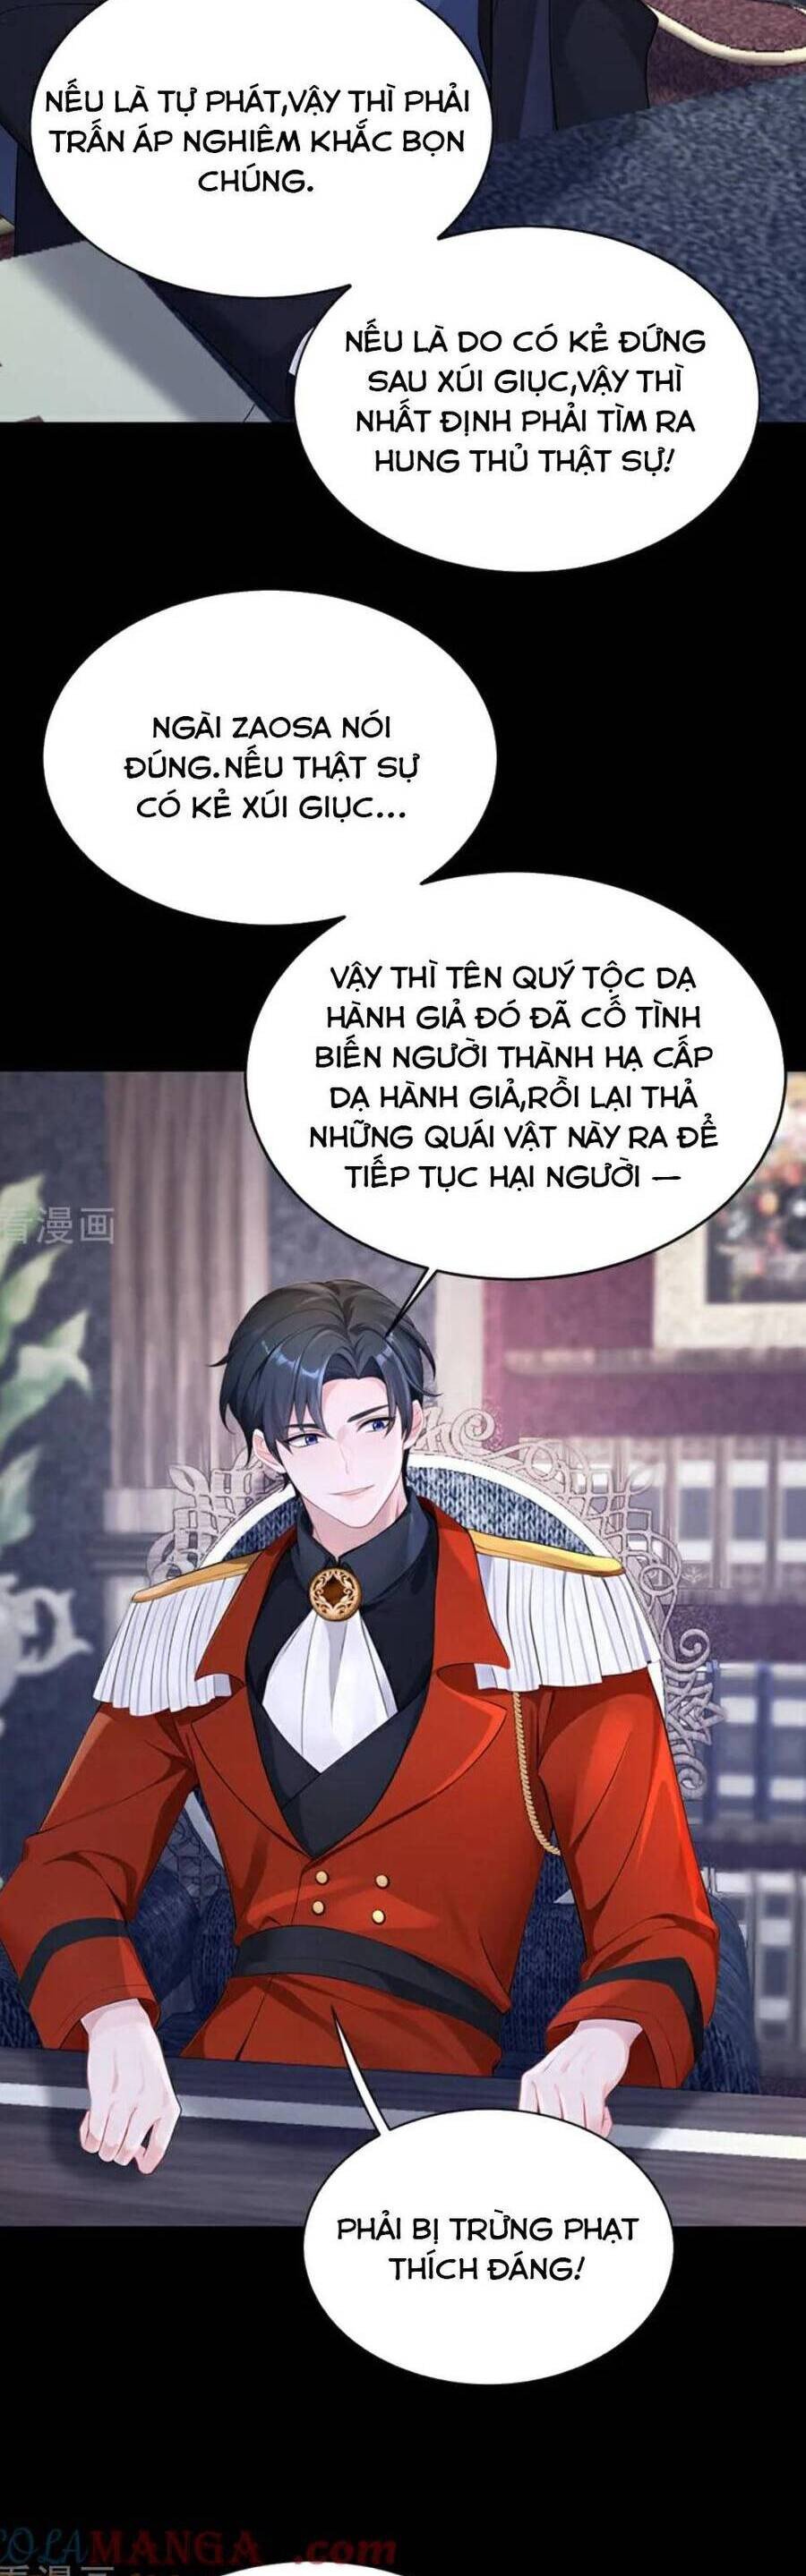 NẾU LÀ TỰ PHÁT,VẬY THÌ PHẢI
TRẤN ÁP NGHIÊM KHẮC BỌN
CHÚNG.
NẾU LÀ DO CÓ KẺ ĐỨNG
SAU XÚI GIỤC,VẬY THÌ
NHẤT ĐỊNH PHẢI TÌM RA
HUNG THỦ THẬT SỰ!
NGÀI ZAOSA NÓI
ĐÚNG.NẾU THẬT SỰ
CÓ KẺ XÚI GIỤC...
VẬY THÌ TÊN QUÝ TỘC DẠ
HÀNH GIẢ ĐÓ ĐÃ CỐ TÌNH
BIẾN NGƯỜI THÀNH HẠ CẤP
DẠ HÀNH GIẢ,RỒI LẠI THẢ
NHỮNG QUÁI VẬT NÀY RA ĐỂ
TIẾP TỤC HẠI NGƯỜI —
看漫画
PHẢI BỊ TRỪNG PHẠT
THÍCH ĐÁNG!
COLAMANGA.com
看漫画